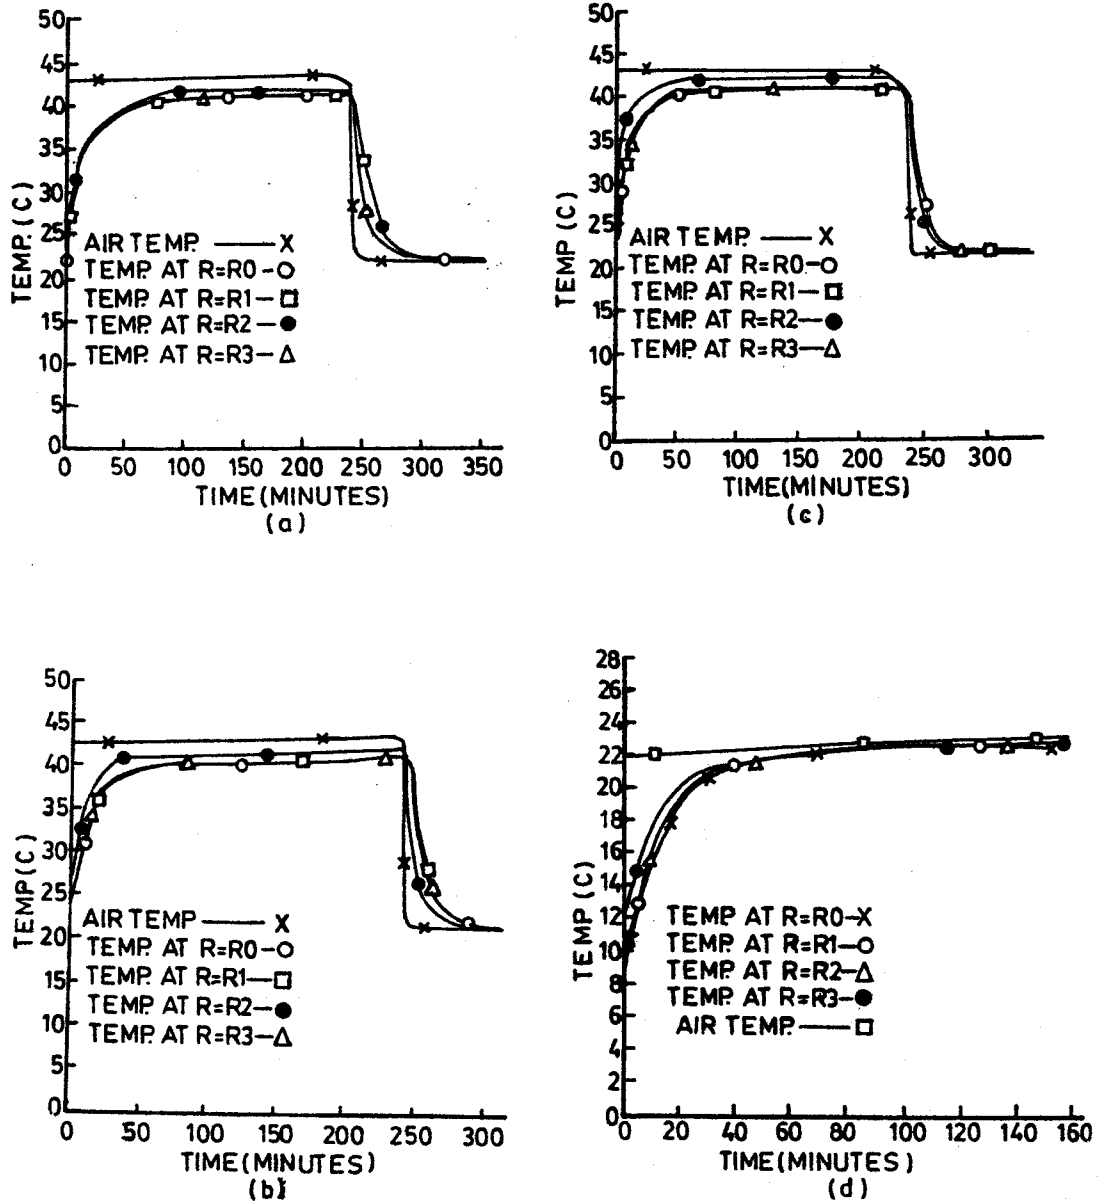 50
45
40
35
30
25
20
15
10
5
0
TEMP. (C)
AIR TEMP. —— X
TEMP. AT R=R0-O
TEMP. AT R=R1-□
TEMP. AT R=R2-●
TEMP. AT R=R3-△
0 50 100 150 200 250 300 350
TIME (MINUTES)
(a)
50
45
40
35
30
25
20
15
10
5
0
TEMP (C)
AIR TEMP —— X
TEMP. AT R=R0-O
TEMP. AT R=R1-□
TEMP. AT R=R2-●
TEMP. AT R=R3-△
0 50 100 150 200 250 300
TIME(MINUTES)
(c)
50
45
40
35
30
25
20
15
10
5
0
TEMP (C)
AIR TEMP —— X
TEMP. AT R=R0-O
TEMP. AT R=R1-□
TEMP. AT R=R2-●
TEMP. AT R=R3-△
0 50 100 150 200 250 300
TIME(MINUTES)
(b)
28
26
24
22
20
18
16
14
12
10
8
6
4
2
0
TEMP (C)
TEMP. AT R=R0-X
TEMP. AT R=R1-O
TEMP. AT R=R2-△
TEMP. AT R=R3-●
AIR TEMP. —— □
0 20 40 60 80 100 120 140 160
TIME (MINUTES)
(d)